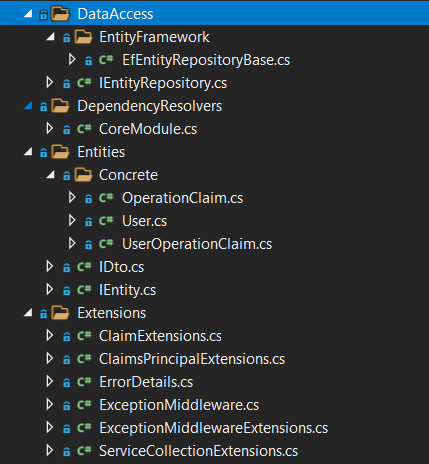 DataAccess
EntityFramework
C# EfEntityRepositoryBase.cs
C# IEntityRepository.cs
DependencyResolvers
C# CoreModule.cs
Entities
Concrete
C# OperationClaim.cs
C# User.cs
C# UserOperationClaim.cs
C# IDto.cs
C# IEntity.cs
Extensions
C# ClaimExtensions.cs
C# ClaimsPrincipalExtensions.cs
C# ErrorDetails.cs
C# ExceptionMiddleware.cs
C# ExceptionMiddlewareExtensions.cs
C# ServiceCollectionExtensions.cs